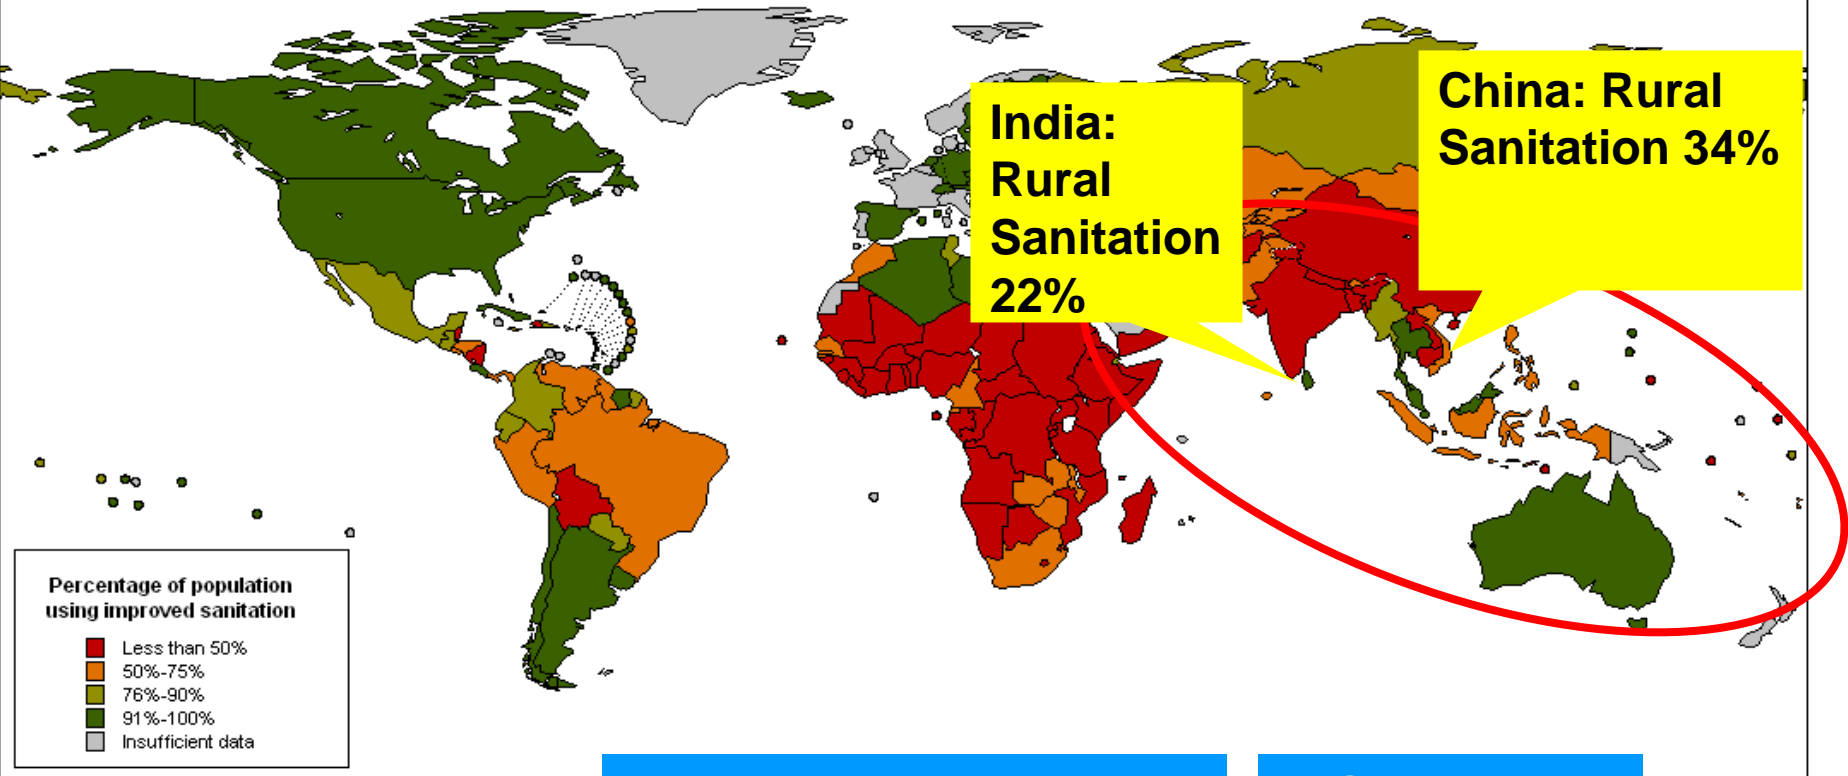 India:
Rural
Sanitation
22%
China: Rural
Sanitation 34%
Percentage of population
using improved sanitation
Less than 50%
50%-75%
76%-90%
91%-100%
Insufficient data